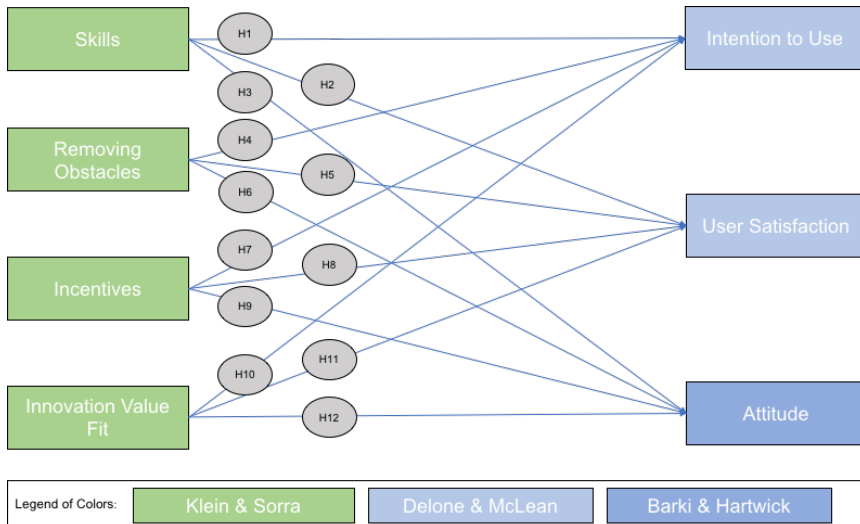 Skills
H1
Intention to Use
H3
H2
Removing
Obstacles
H4
H5
H6
User Satisfaction
Incentives
H7
H8
H9
Innovation Value
Fit
H10
H11
H12
Attitude
Legend of Colors:
Klein & Sorra
Delone & McLean
Barki & Hartwick